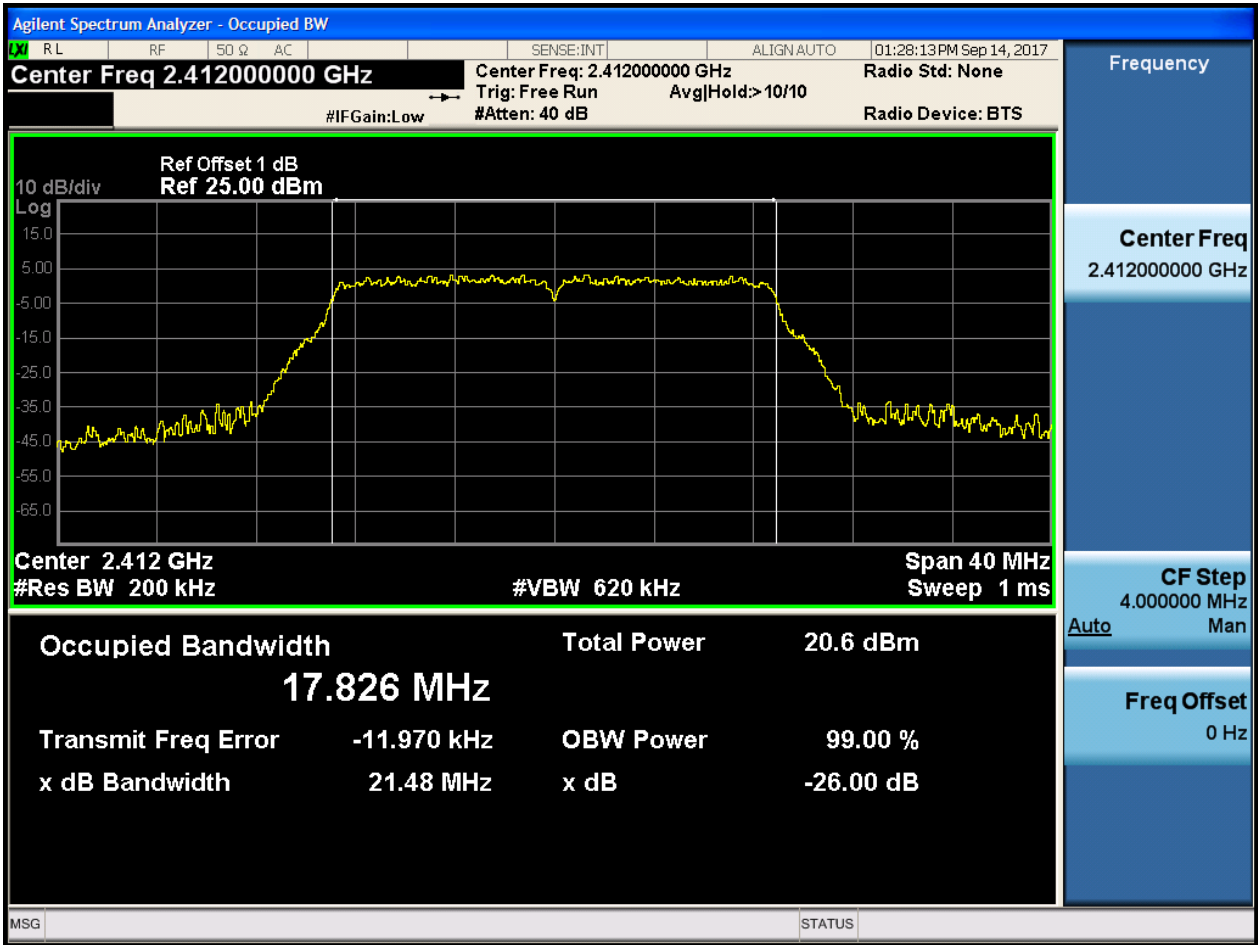 Agilent Spectrum Analyzer - Occupied BW
LXI RL RF 50 Ω AC SENSE:INT ALIGN AUTO 01:28:13 PM Sep 14, 2017
Center Freq 2.412000000 GHz
Center Freq: 2.412000000 GHz
Radio Std: None
Trig: Free Run Avg|Hold:>10/10
#IFGain:Low
#Atten: 40 dB
Radio Device: BTS
Ref Offset 1 dB
10 dB/div Ref 25.00 dBm
Log
15.0
5.00
-5.00
-15.0
-25.0
-35.0
-45.0
-55.0
-65.0
Center 2.412 GHz Span 40 MHz
#Res BW 200 kHz #VBW 620 kHz Sweep 1 ms
Occupied Bandwidth Total Power 20.6 dBm
17.826 MHz
Transmit Freq Error -11.970 kHz OBW Power 99.00 %
x dB Bandwidth 21.48 MHz x dB -26.00 dB
Frequency
Center Freq
2.412000000 GHz
CF Step
4.000000 MHz
Auto Man
Freq Offset
0 Hz
MSG STATUS